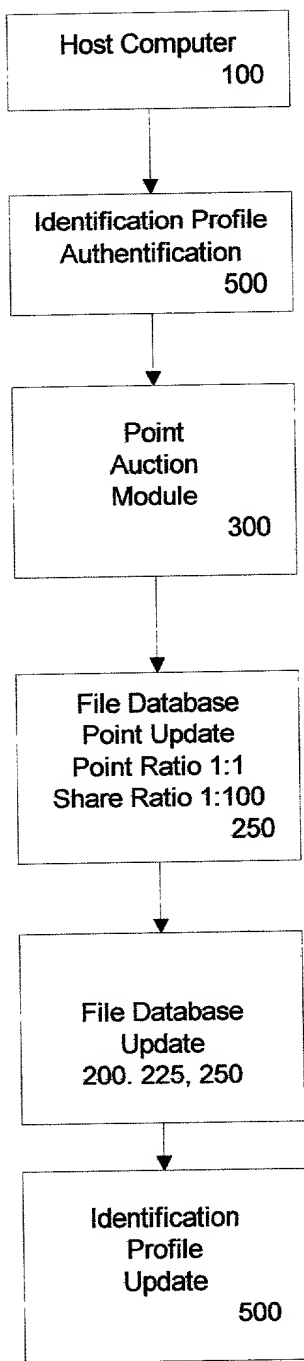 Host Computer
100
Identification Profile
Authentification
500
Point
Auction
Module
300
File Database
Point Update
Point Ratio 1:1
Share Ratio 1:100
250
File Database
Update
200. 225, 250
Identification
Profile
Update
500